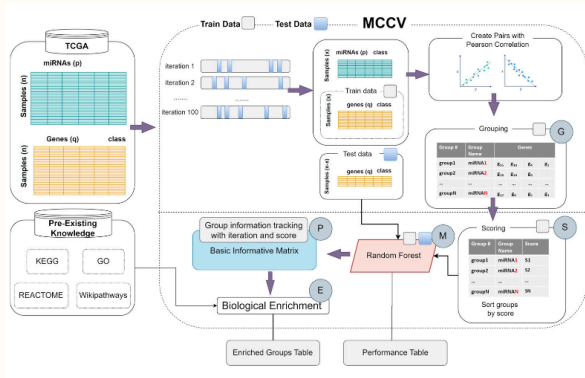 Train Data
Test Data
MCCV
TCGA
miRNAs (p)
Samples (n)
Genes (q) class
Samples (n)
iteration 1
iteration 2
.......
.......
iteration 100
miRNAs (p) class
Samples (x)
Train data
genes (q) class
Samples (x)
Test data
genes (q) class
Samples (n-x)
Create Pairs with
Pearson Correlation
Grouping
G
Group # Group Name Genes
group1 miRNA1
group2 miRNA2
... ... ... ... ... ...
groupN miRNAN
Scoring
S
Group # Group Name Score
group1 miRNA1 S1
group2 miRNA2 S2
... ... ...
groupN miRNAN SN
Sort groups
by score
M
Random Forest
P
Group information tracking
with iteration and score
Basic Informative Matrix
E
Biological Enrichment
Pre-Existing
Knowledge
KEGG
GO
REACTOME
Wikipathways
Enriched Groups Table
Performance Table